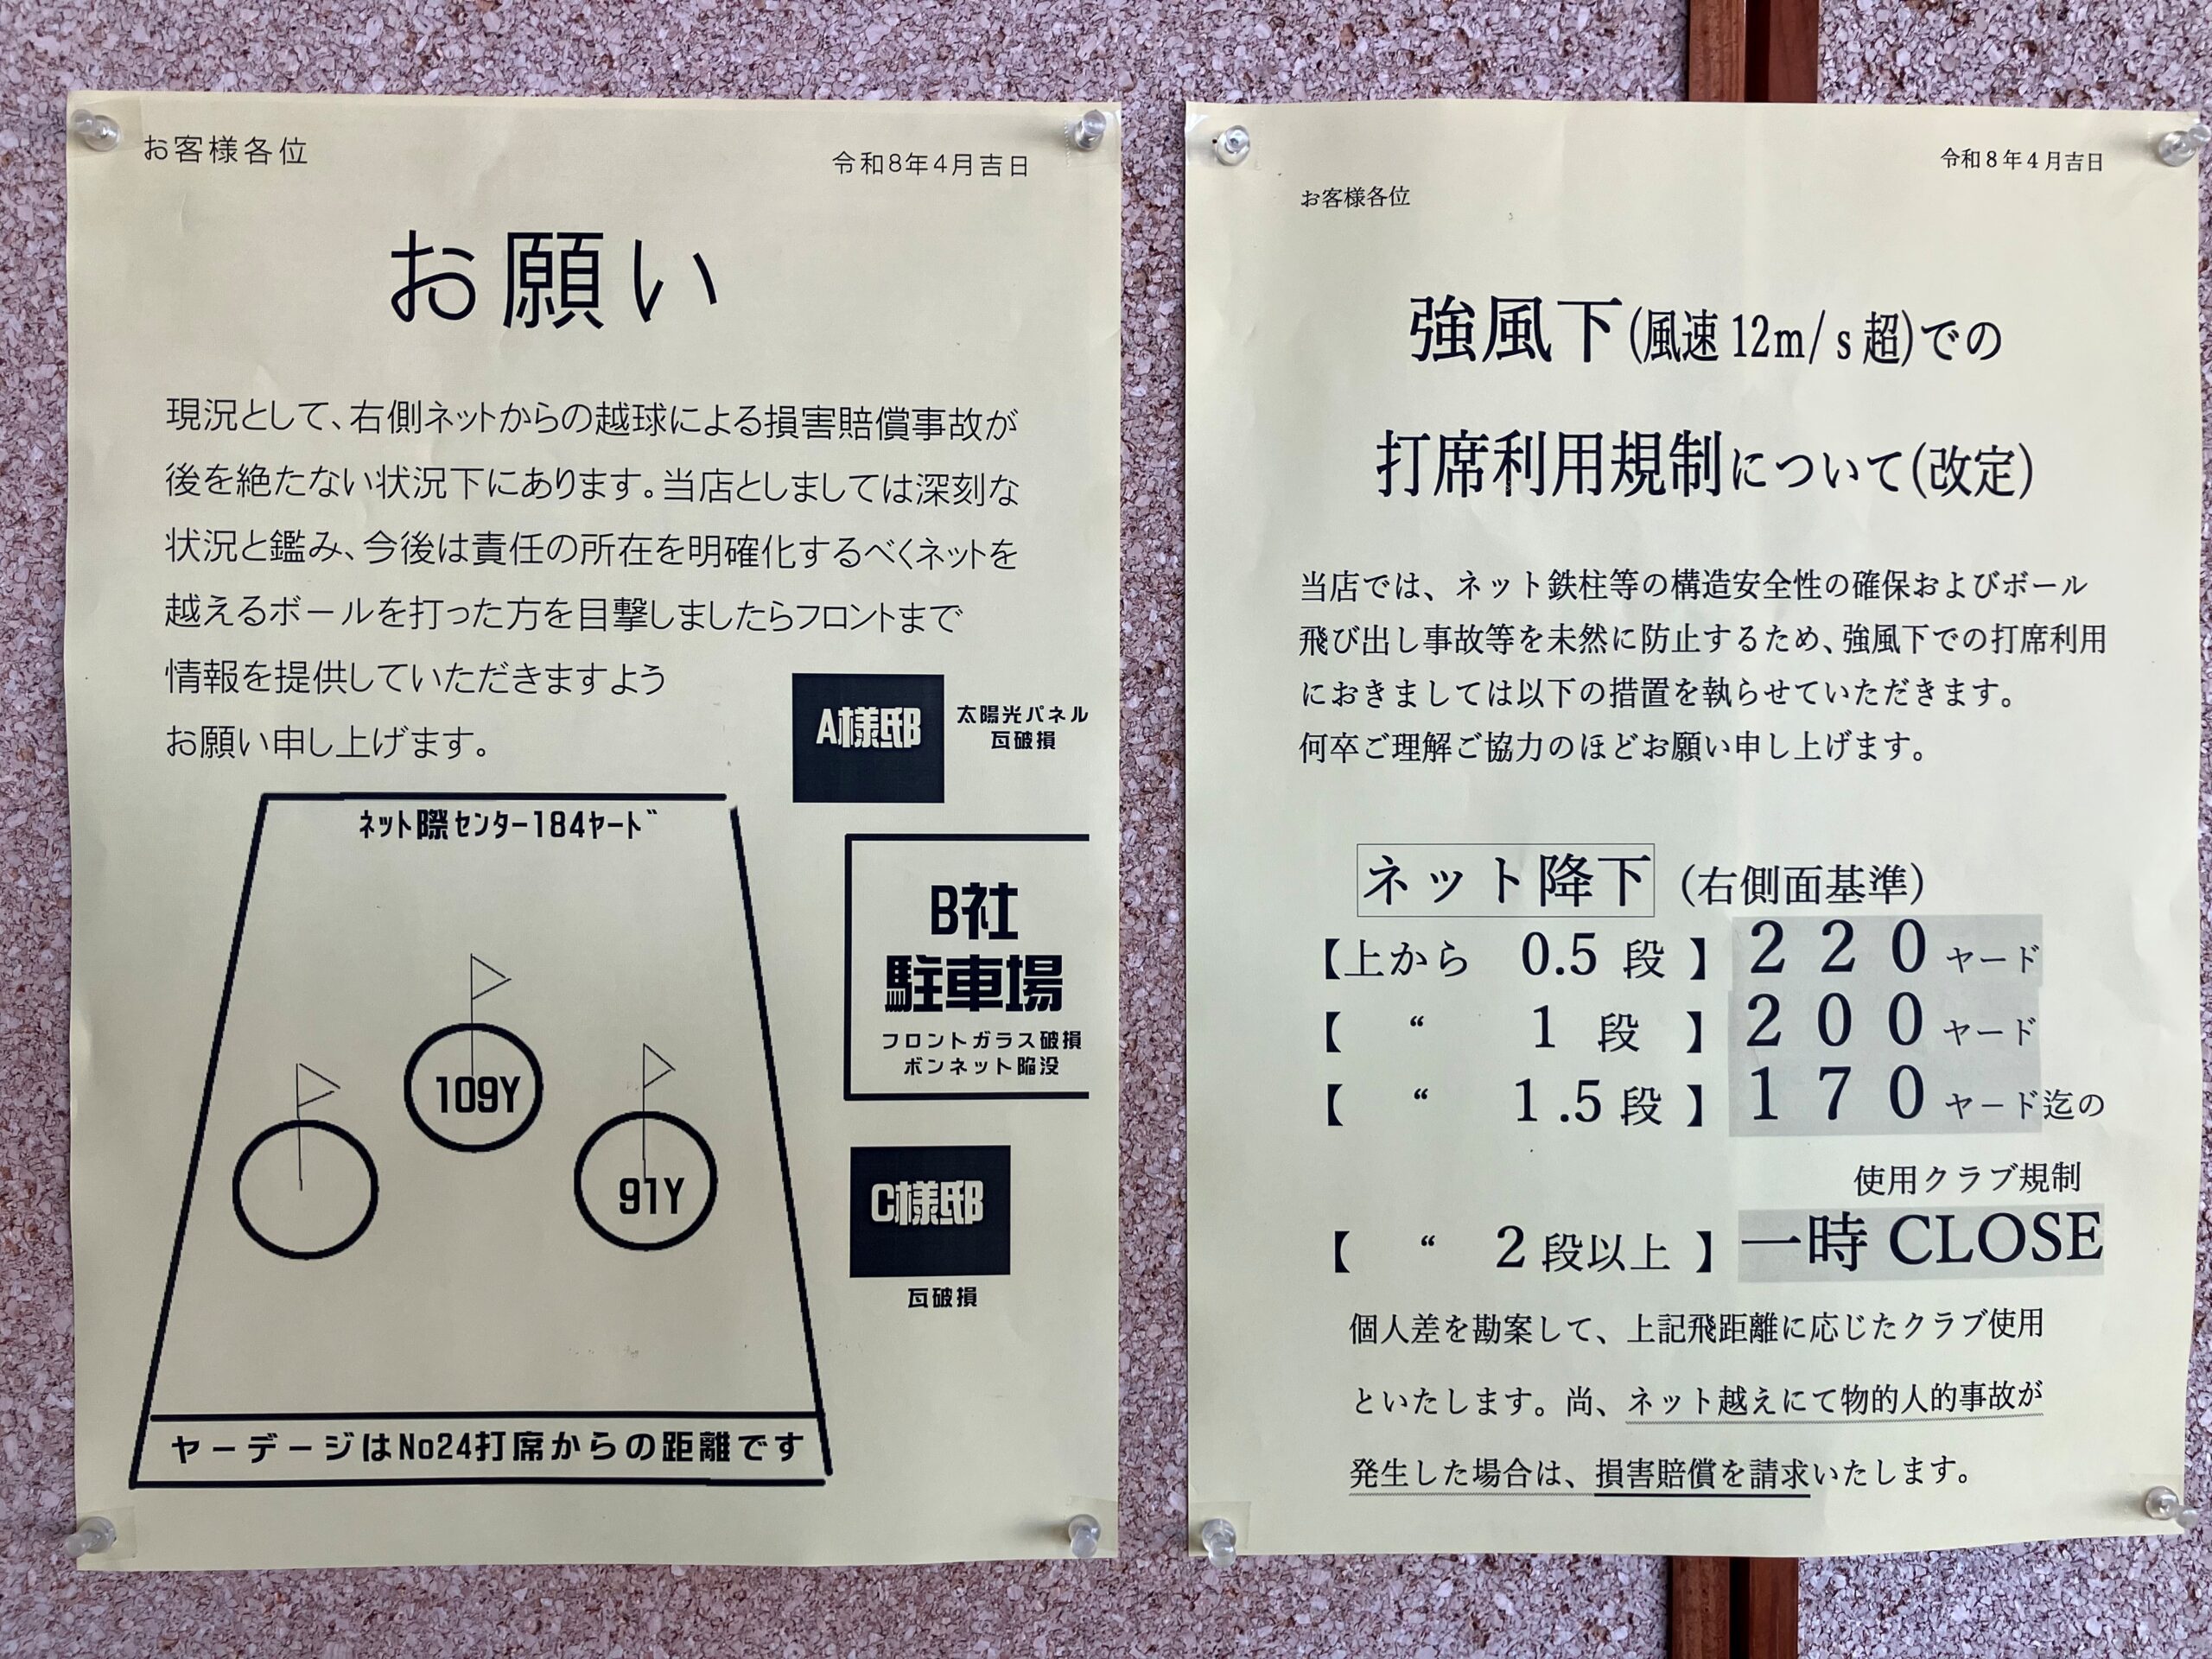 お客様各位
令和8年4月吉日
お願い
現況として、右側ネットからの越球による損害賠償事故が
後を絶たない状況下にあります。当店としましては深刻な
状況と鑑み、今後は責任の所在を明確化するべくネットを
越えるボールを打った方を目撃しましたらフロントまで
情報を提供していただきますよう
お願い申し上げます。
A様邸
太陽光パネル
瓦破損
ネット際センター184ヤード
B社
駐車場
フロントガラス破損
ボンネット陥没
109Y
91Y
C様邸
瓦破損
ヤーデージはNo24打席からの距離です
令和8年4月吉日
お客様各位
強風下(風速12m/s超)での
打席利用規制について(改定)
当店では、ネット鉄柱等の構造安全性の確保およびボール
飛び出し事故等を未然に防止するため、強風下での打席利用
におきましては以下の措置を執らせていただきます。
何卒ご理解ご協力のほどお願い申し上げます。
ネット降下 (右側面基準)
【上から 0.5 段 】 220ヤード
【 “ 1 段 】 200ヤード
【 “ 1.5 段 】 170ヤード迄の
使用クラブ規制
【 “ 2 段以上 】 一時 CLOSE
個人差を勘案して、上記飛距離に応じたクラブ使用
といたします。尚、ネット越えにて物的人的事故が
発生した場合は、損害賠償を請求いたします。